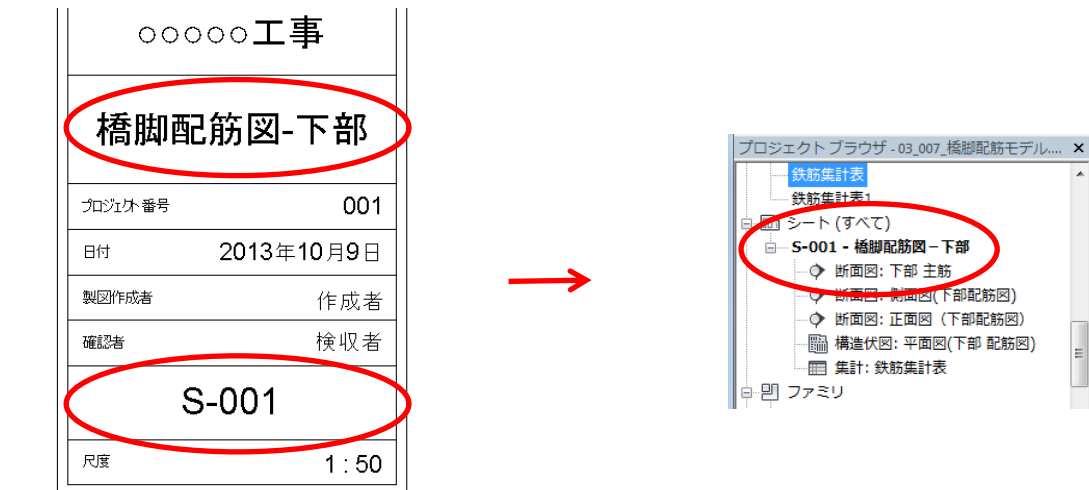 ○○○○○工事
橋脚配筋図-下部
プロジェクト番号 001
日付 2013年10月9日
製図作成者 作成者
確認者 検収者
S-001
尺度 1 : 50
プロジェクト ブラウザ - 03_007_橋脚配筋モデル....
鉄筋集計表
鉄筋集計表1
シート (すべて)
S-001 - 橋脚配筋図－下部
断面図: 下部 主筋
断面図: 側面図(下部配筋図)
断面図: 正面図（下部配筋図）
構造伏図: 平面図(下部 配筋図)
集計: 鉄筋集計表
ファミリ